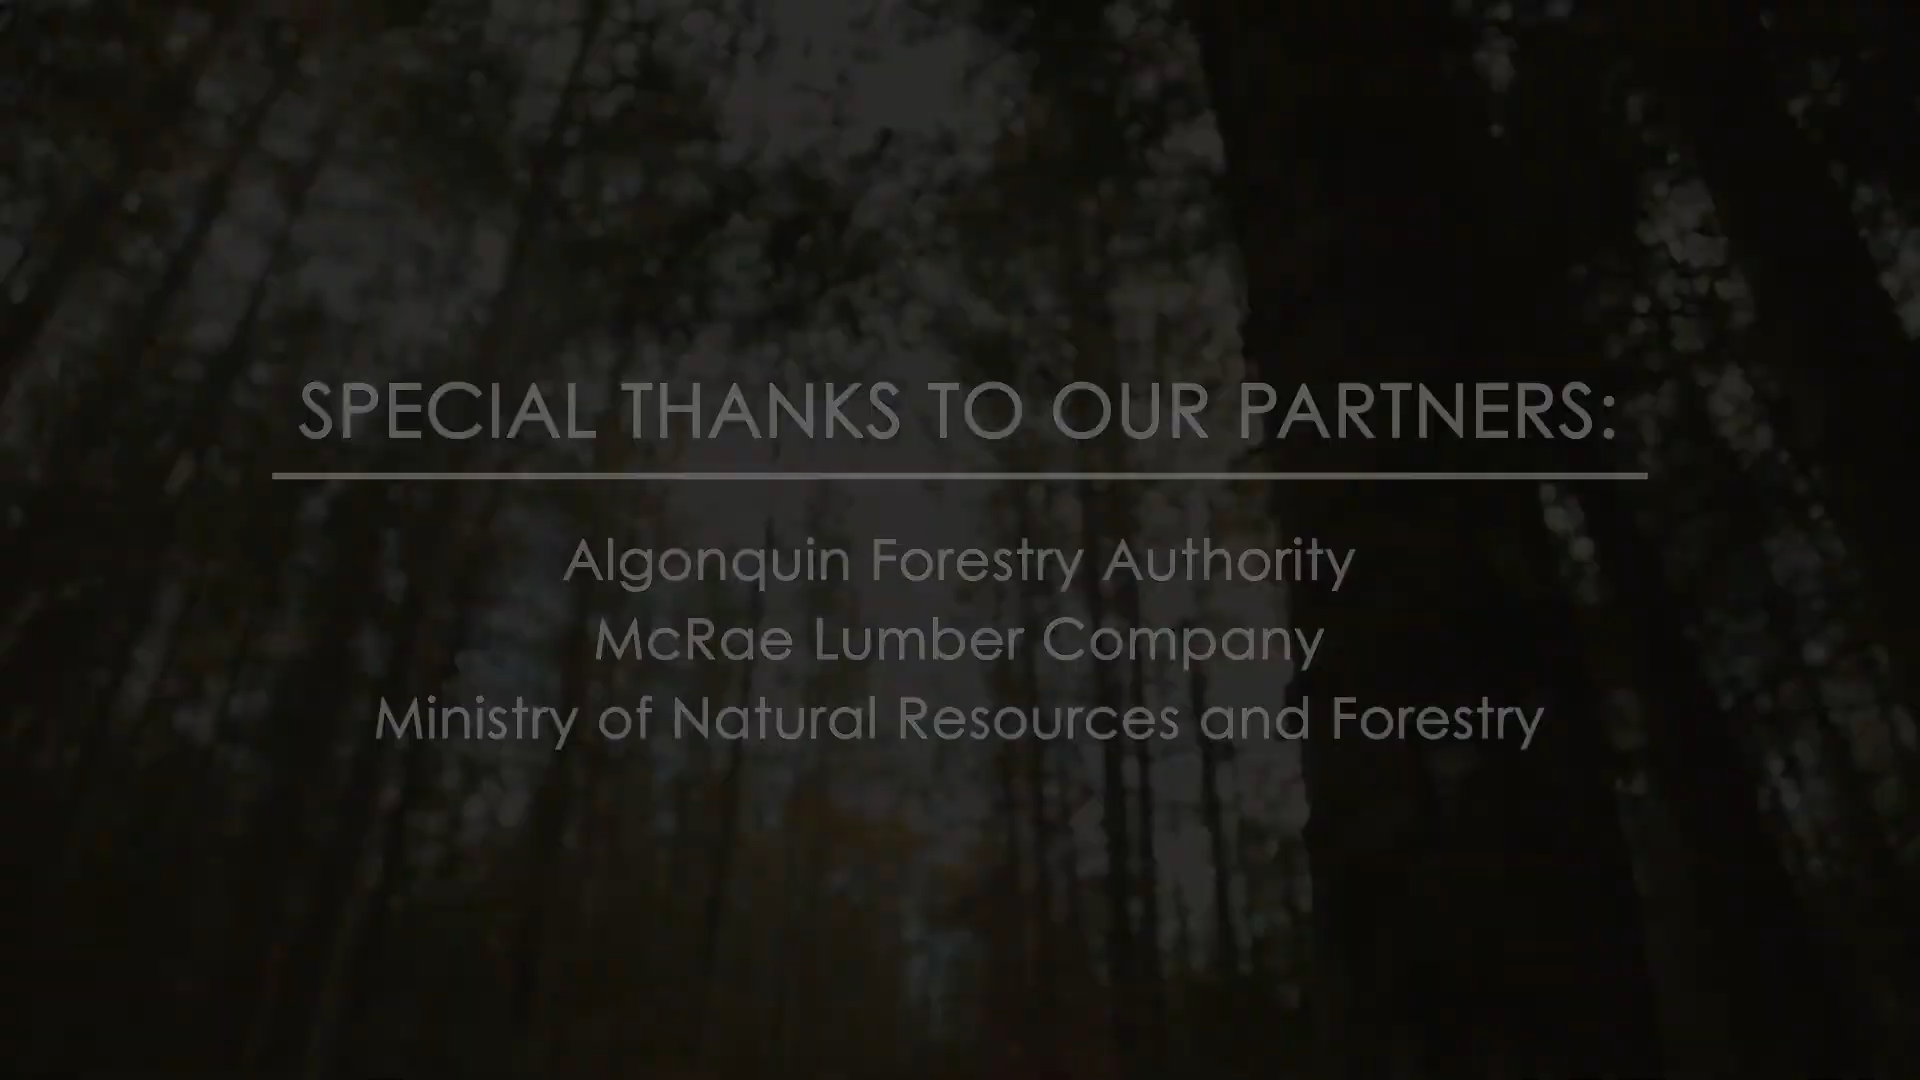 SPECIAL THANKS TO OUR PARTNERS:
Algonquin Forestry Authority
McRae Lumber Company
Ministry of Natural Resources and Forestry